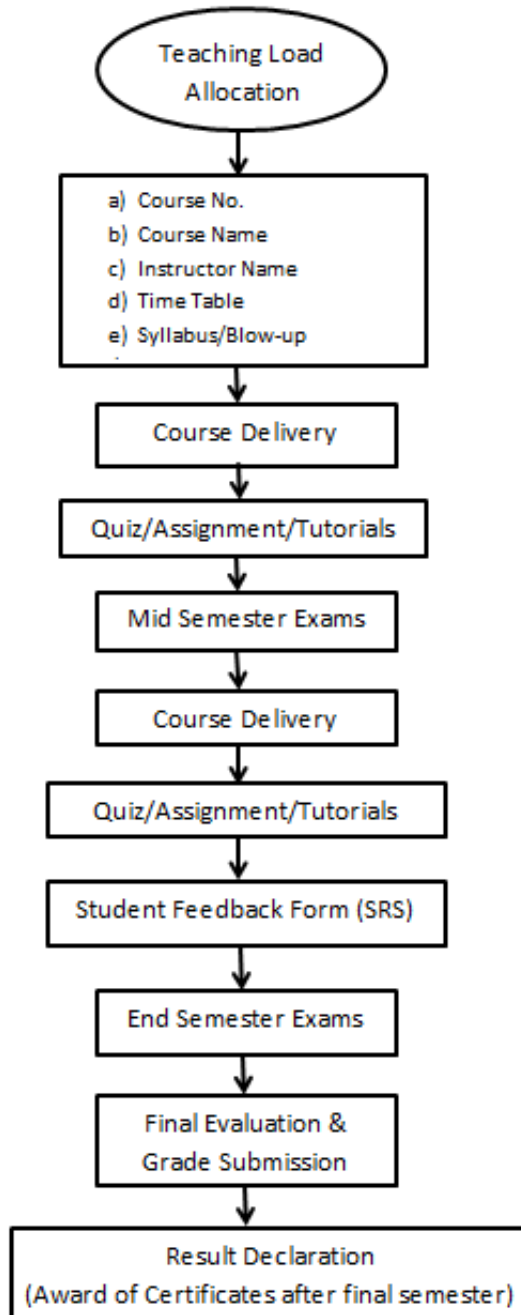 Teaching Load
Allocation
a) Course No.
b) Course Name
c) Instructor Name
d) Time Table
e) Syllabus/Blow-up
Course Delivery
Quiz/Assignment/Tutorials
Mid Semester Exams
Course Delivery
Quiz/Assignment/Tutorials
Student Feedback Form (SRS)
End Semester Exams
Final Evaluation &
Grade Submission
Result Declaration
(Award of Certificates after final semester)